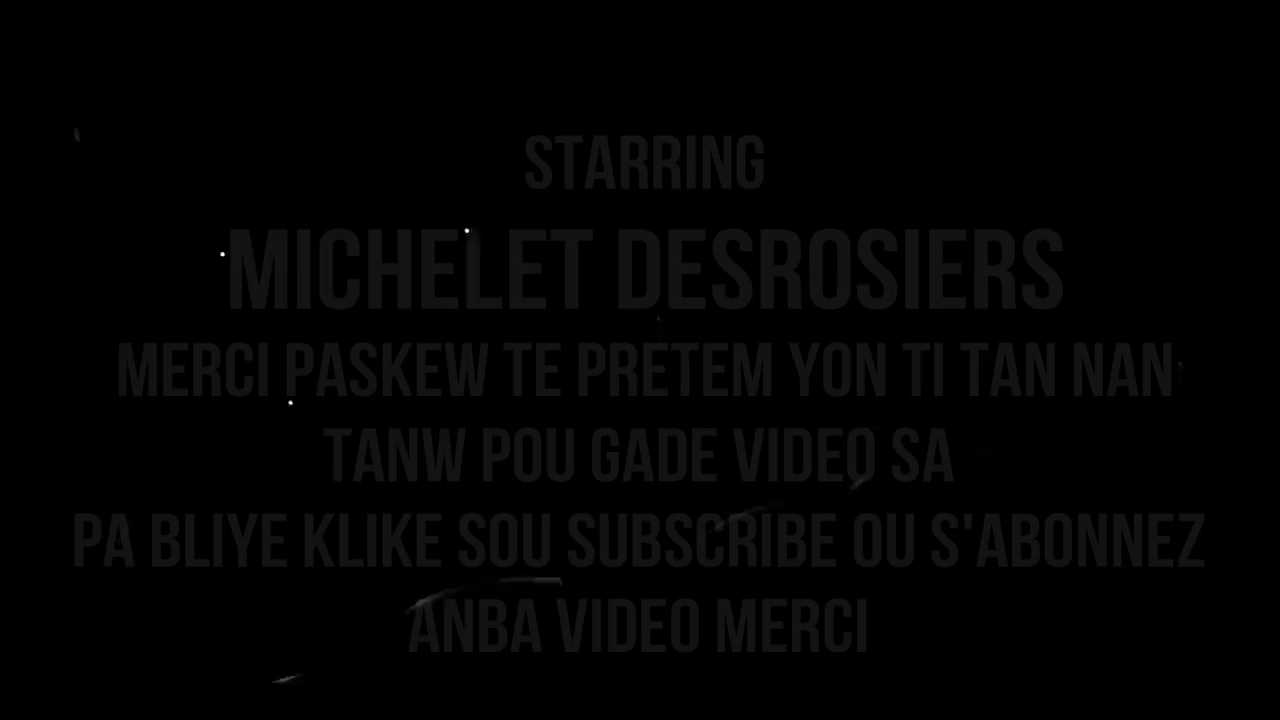 STARRING
MICHELET DESROSIERS
MERCI PASKEW TE PRETEM YON TI TAN NAN
TANW POU GADE VIDEO SA
PA BLIYE KLIKE SOU SUBSCRIBE OU S'ABONNEZ
ANBA VIDEO MERCI